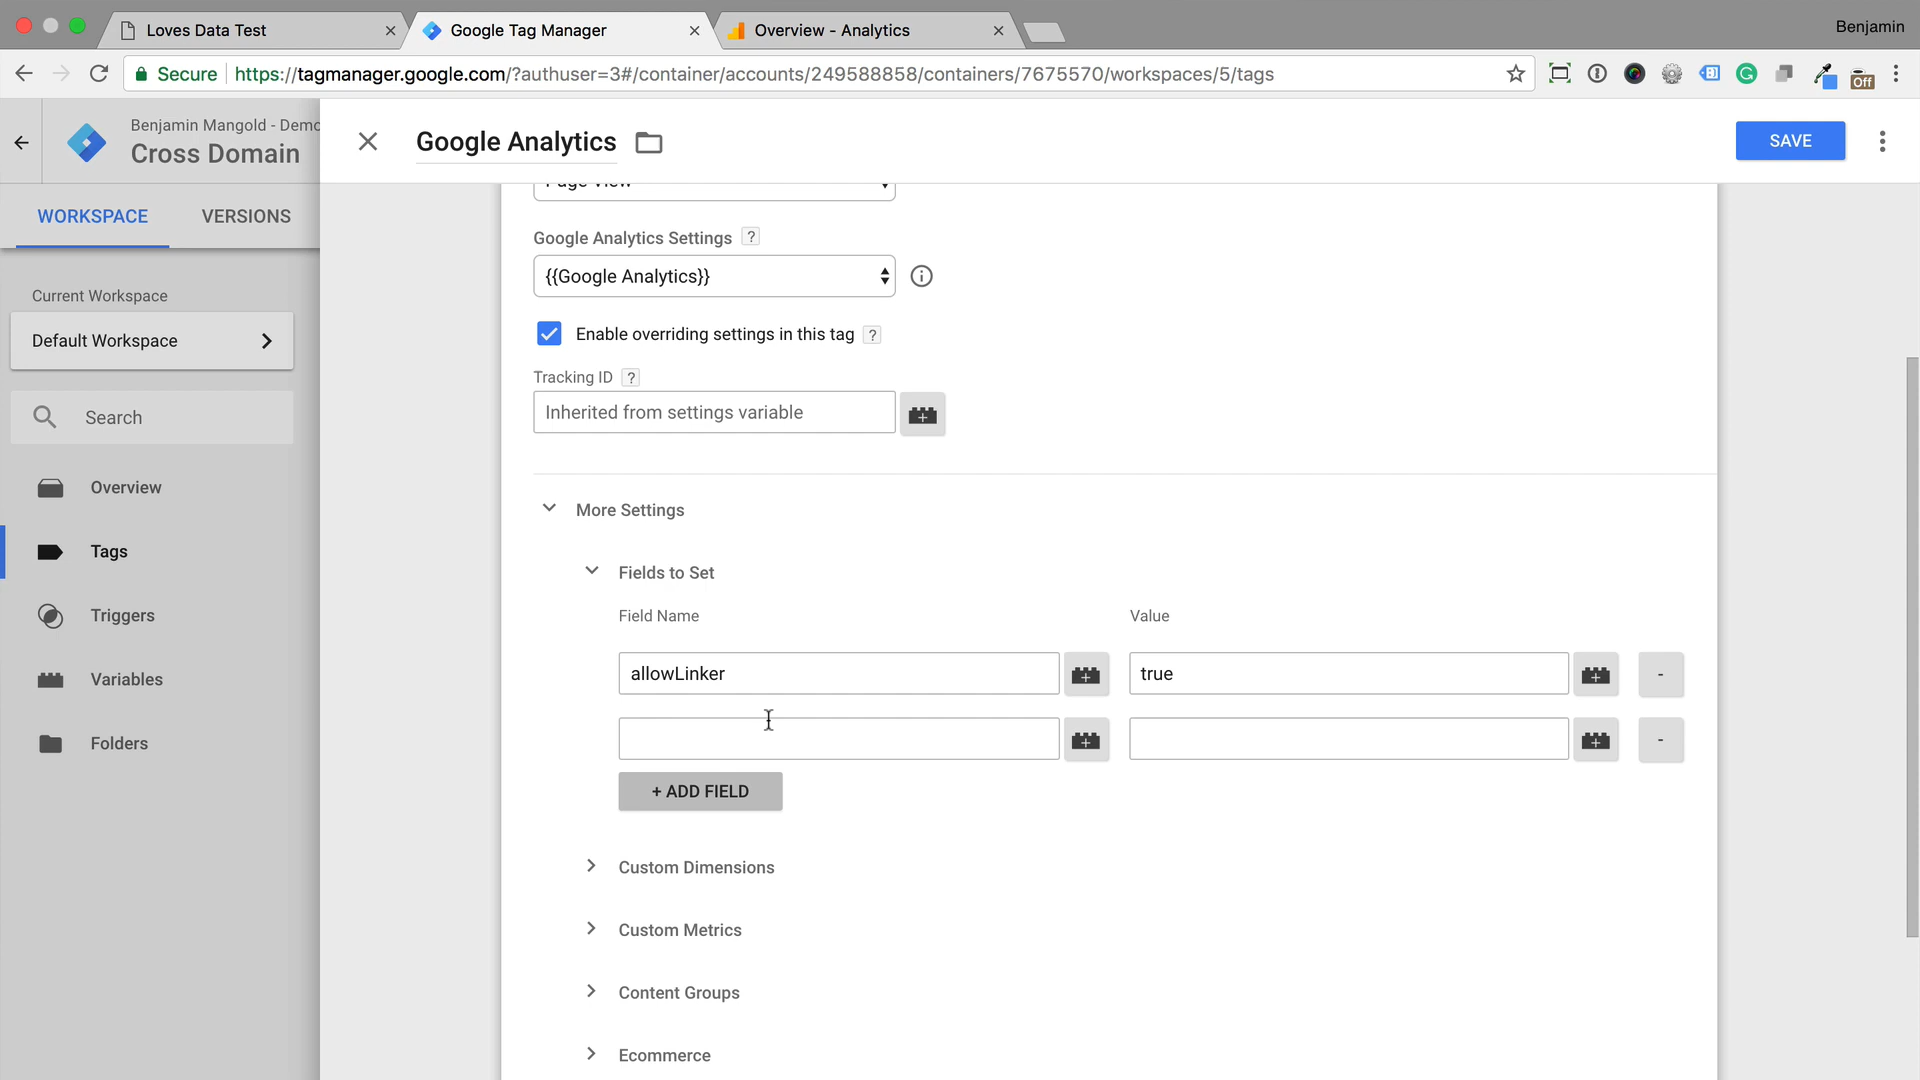 Loves Data Test
Google Tag Manager
Overview - Analytics
Benjamin
Secure
https://tagmanager.google.com/?authuser=3#/container/accounts/249588858/containers/7675570/workspaces/5/tags
Off
Benjamin Mangold - Demo
Cross Domain
Google Analytics
SAVE
WORKSPACE
VERSIONS
Page View
Google Analytics Settings ?
{{Google Analytics}}
Current Workspace
Default Workspace
Enable overriding settings in this tag ?
Tracking ID ?
Inherited from settings variable
Search
Overview
Tags
Triggers
Variables
Folders
More Settings
Fields to Set
Field Name
Value
allowLinker
true
-
-
+ ADD FIELD
Custom Dimensions
Custom Metrics
Content Groups
Ecommerce